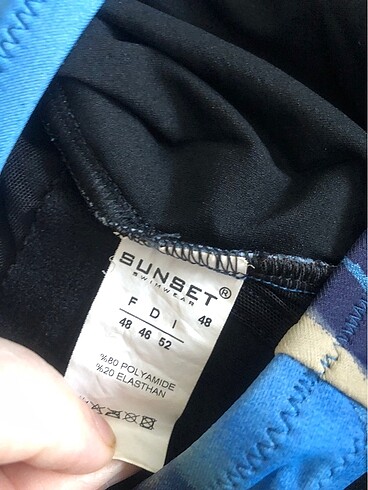 SUNSET®
SWIMWEAR
F D I 48
48 46 52
%80 POLYAMIDE
%20 ELASTHAN